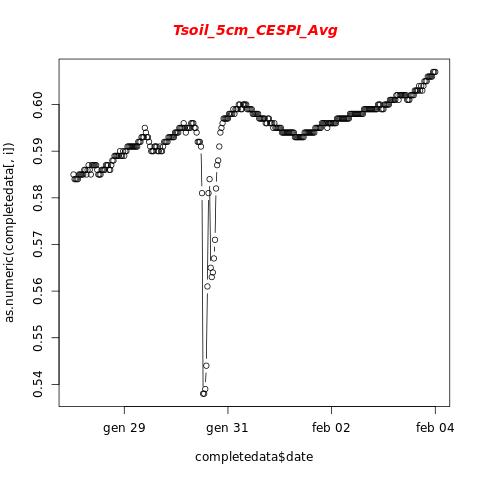 Tsoil_5cm_CESPI_Avg
as.numeric(completedata[, i])
0.60
0.59
0.58
0.57
0.56
0.55
0.54
gen 29
gen 31
feb 02
feb 04
completedata$date